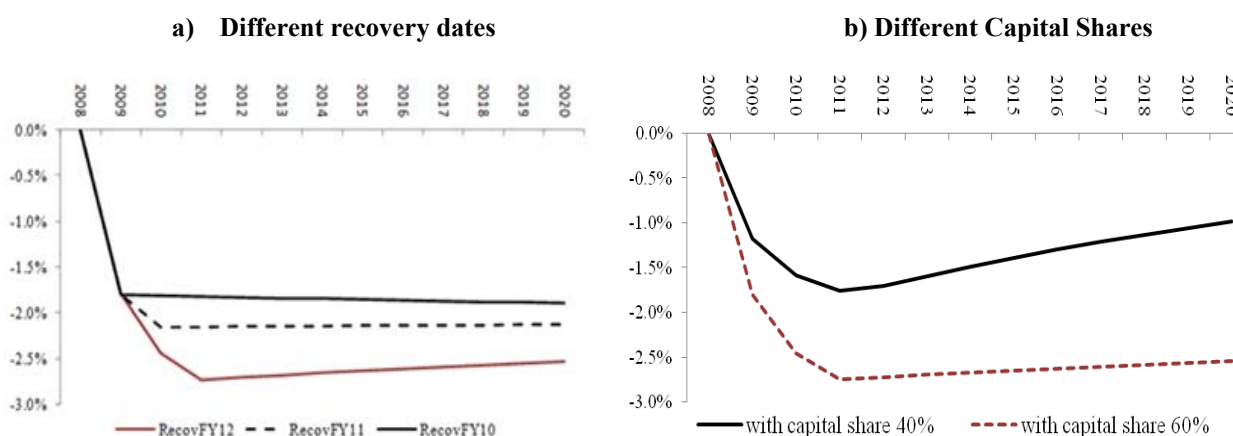 a) Different recovery dates
2008 2009 2010 2011 2012 2013 2014 2015 2016 2017 2018 2019 2020
0.0%
-0.5%
-1.0%
-1.5%
-2.0%
-2.5%
-3.0%
RecovFY12 RecovFY11 RecovFY10
b) Different Capital Shares
2008 2009 2010 2011 2012 2013 2014 2015 2016 2017 2018 2019 2020
0.0%
-0.5%
-1.0%
-1.5%
-2.0%
-2.5%
-3.0%
with capital share 40% with capital share 60%